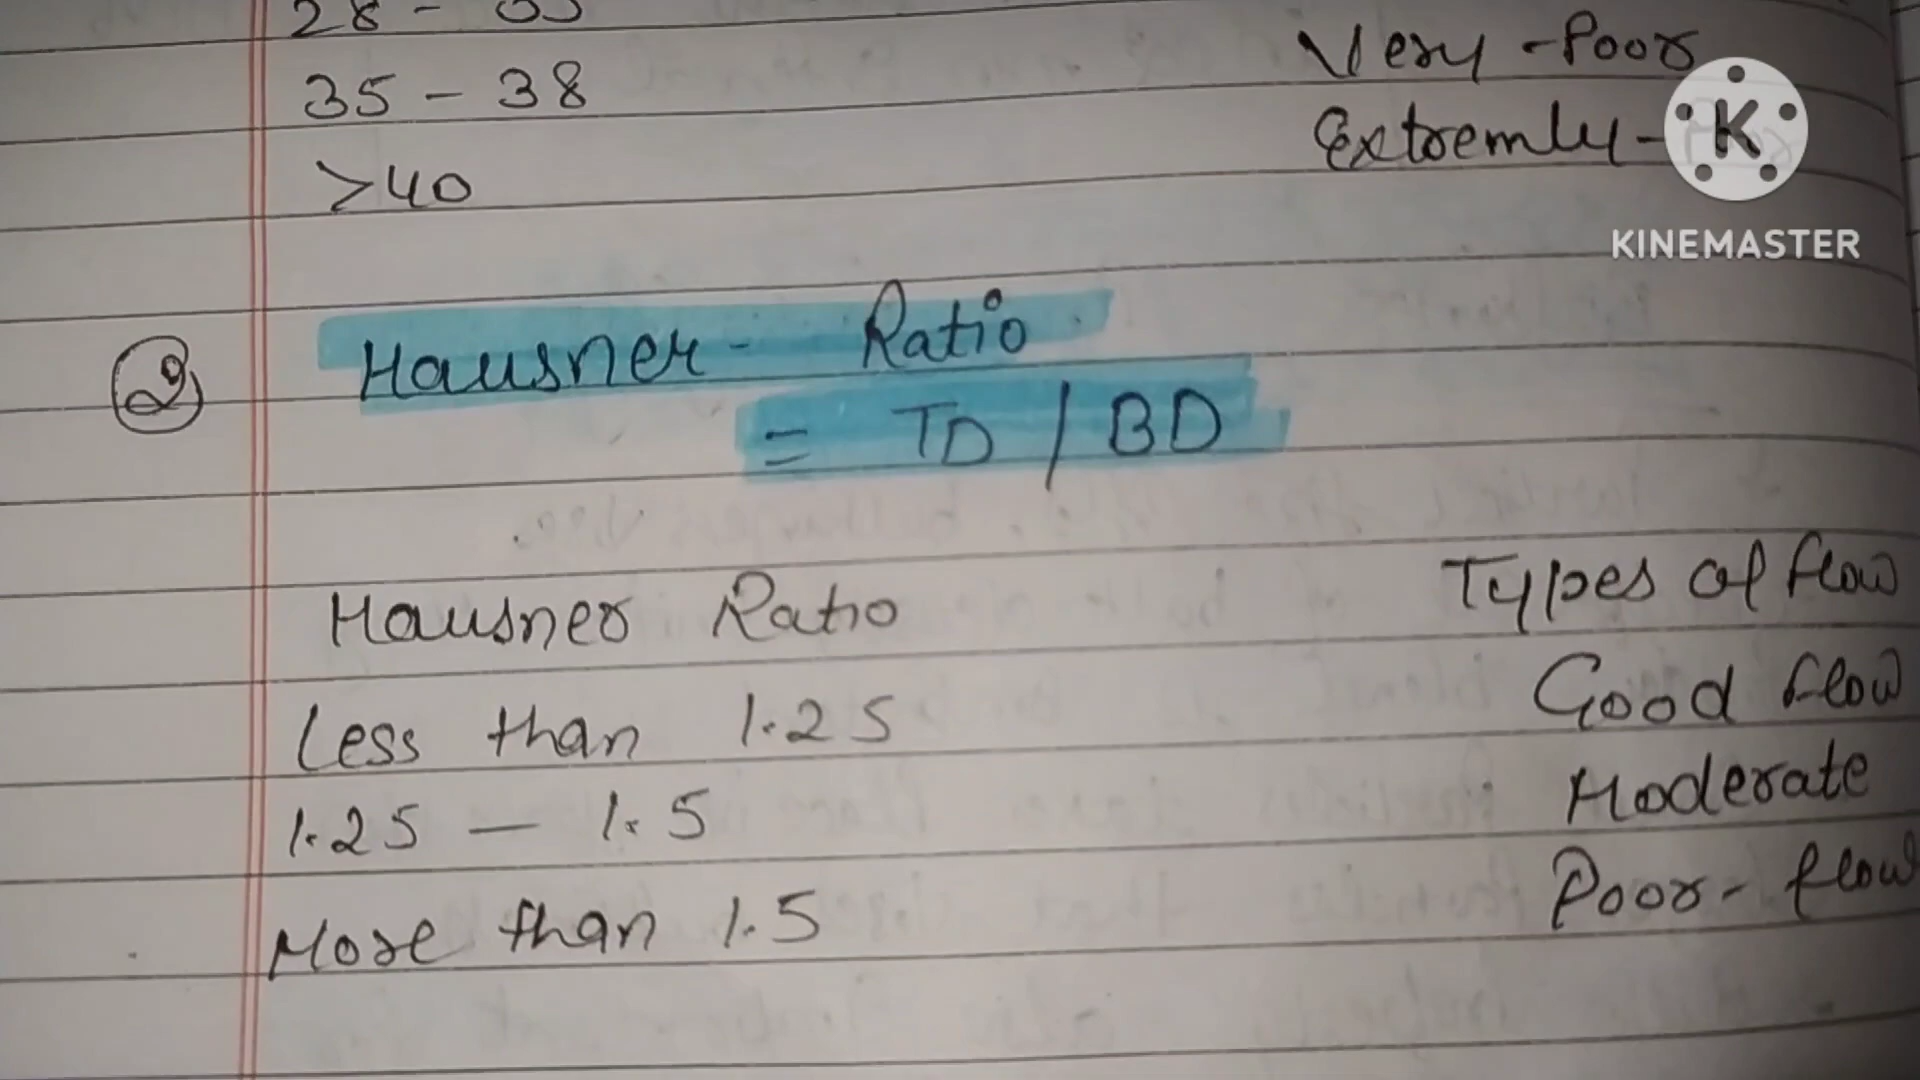 35 - 38 Very - Poor
>40 Extremly -
KINEMASTER
2 Hausner - Ratio
= TD / BD
Hausner Ratio Types of flow
Less than 1.25 Good flow
1.25 — 1.5 Moderate
More than 1.5 Poor - flow